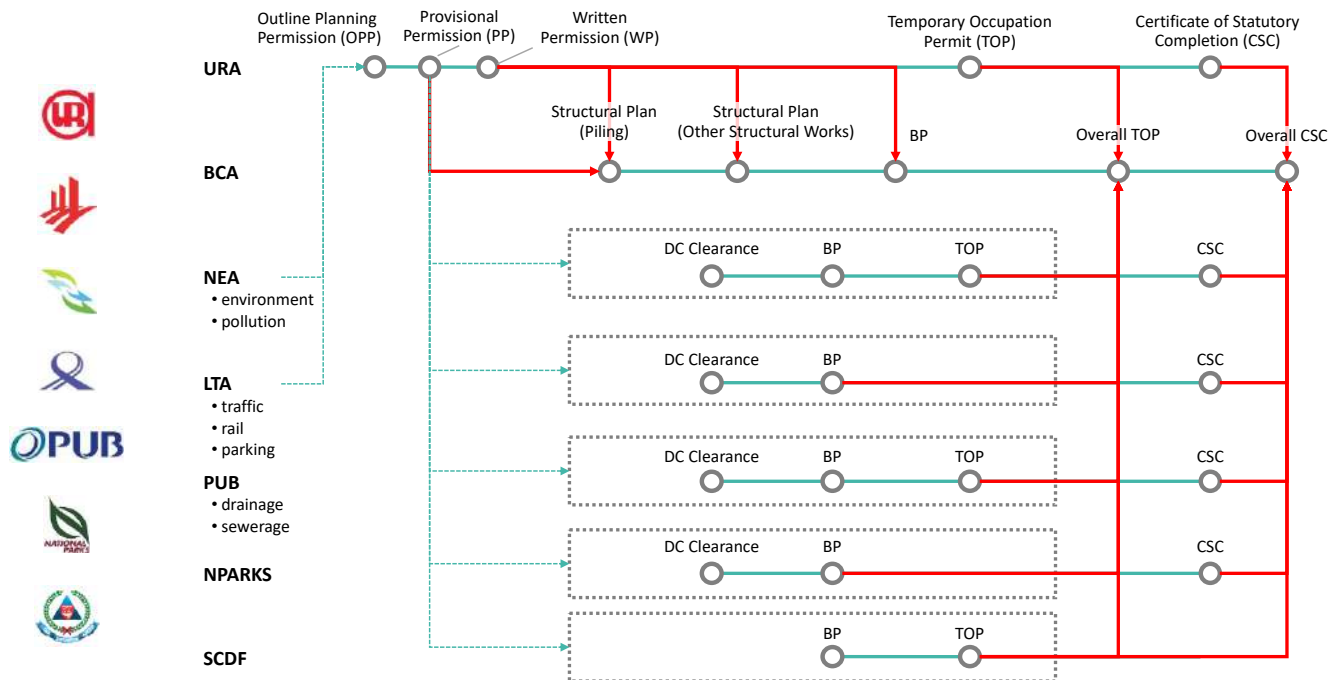 Outline Planning
Permission (OPP)
Provisional
Permission (PP)
Written
Permission (WP)
Temporary Occupation
Permit (TOP)
Certificate of Statutory
Completion (CSC)
URA
Structural Plan
(Piling)
Structural Plan
(Other Structural Works)
BP
Overall TOP
Overall CSC
BCA
DC Clearance
BP
TOP
CSC
NEA
• environment
• pollution
DC Clearance
BP
CSC
LTA
• traffic
• rail
• parking
PUB
DC Clearance
BP
TOP
CSC
PUB
• drainage
• sewerage
NATIONAL
PARKS
DC Clearance
BP
CSC
NPARKS
BP
TOP
SCDF